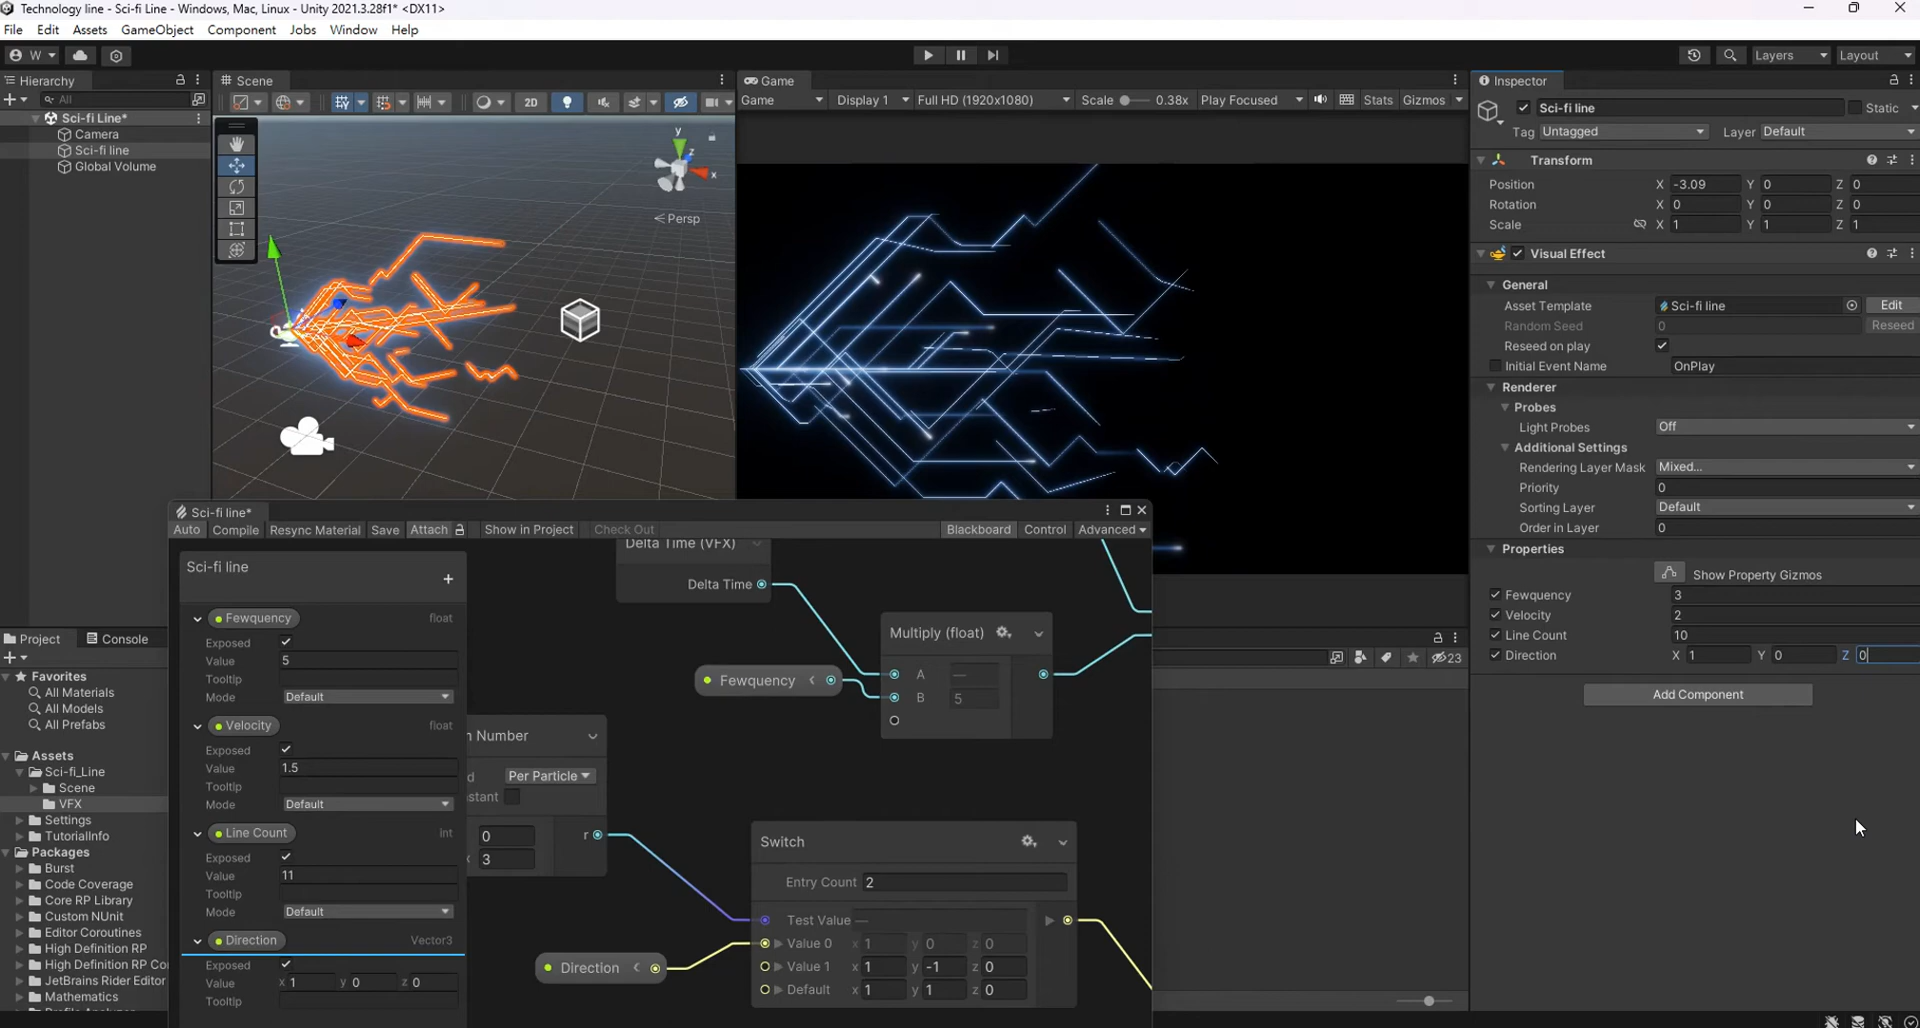 Technology line - Sci-fi Line - Windows, Mac, Linux - Unity 2021.3.28f1* <DX11>
File Edit Assets GameObject Component Jobs Window Help
W Layers Layout
Hierarchy
All
Sci-fi Line*
Camera
Sci-fi line
Global Volume
Scene
2D
y
z
x
Persp
Game
Game Display 1 Full HD (1920x1080) Scale 0.38x Play Focused Stats Gizmos
Inspector
Sci-fi line Static
Tag Untagged Layer Default
Transform
Position X -3.09 Y 0 Z 0
Rotation X 0 Y 0 Z 0
Scale X 1 Y 1 Z 1
Visual Effect
General
Asset Template Sci-fi line Edit
Random Seed 0 Reseed
Reseed on play
Initial Event Name OnPlay
Renderer
Probes
Light Probes Off
Additional Settings
Rendering Layer Mask Mixed...
Priority 0
Sorting Layer Default
Order in Layer 0
Properties
Show Property Gizmos
Fewquency 3
Velocity 2
Line Count 10
Direction X 1 Y 0 Z 0
Add Component
Sci-fi line*
Auto Compile Resync Material Save Attach Show in Project Check Out Blackboard Control Advanced
Sci-fi line
+
Fewquency float
Exposed
Value 5
Tooltip
Mode Default
Velocity float
Exposed
Value 1.5
Tooltip
Mode Default
Line Count int
Exposed
Value 11
Tooltip
Mode Default
Direction Vector3
Exposed
Value x 1 y 0 z 0
Tooltip
Delta Time (VFX)
Delta Time
Multiply (float)
A
B 5
Fewquency
Number
Per Particle
stant
0
3
r
Switch
Entry Count 2
Test Value
Value 0 x 1 y 0 z 0
Value 1 x 1 y -1 z 0
Default x 1 y 1 z 0
Direction
Project Console
Favorites
All Materials
All Models
All Prefabs
Assets
Sci-fi_Line
Scene
VFX
Settings
TutorialInfo
Packages
Burst
Code Coverage
Core RP Library
Custom NUnit
Editor Coroutines
High Definition RP
High Definition RP Co
JetBrains Rider Editor
Mathematics
23